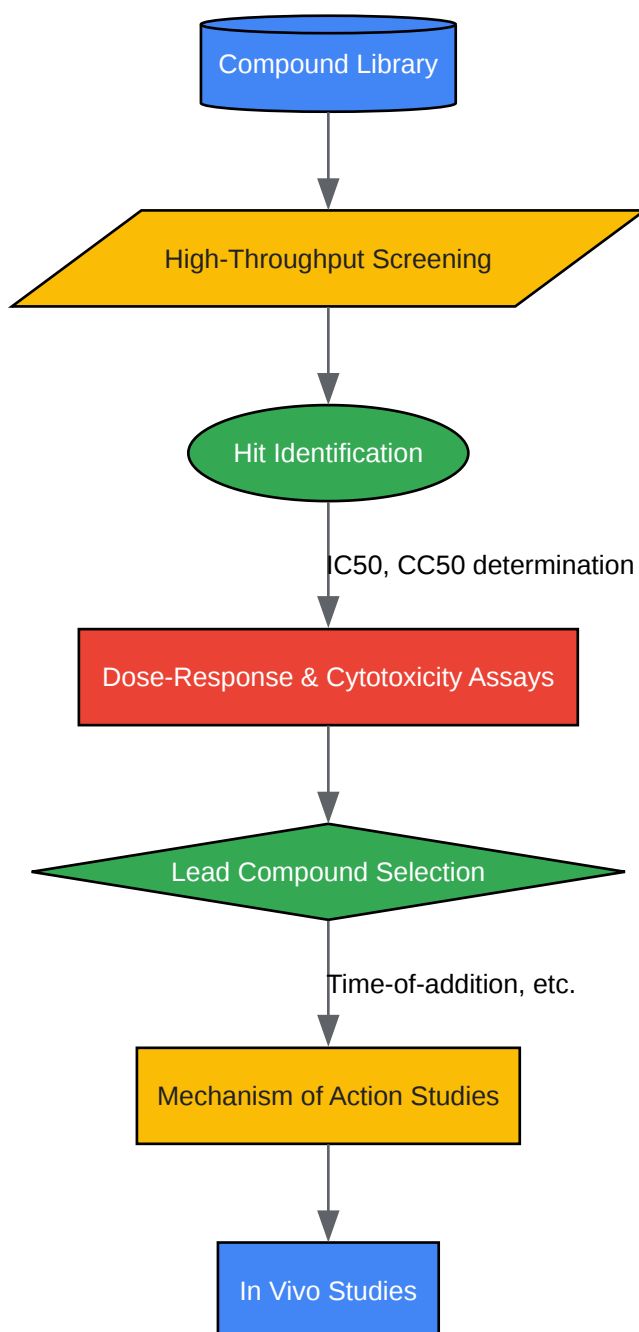 Compound Library
High-Throughput Screening
Hit Identification
IC50, CC50 determination
Dose-Response & Cytotoxicity Assays
Lead Compound Selection
Time-of-addition, etc.
Mechanism of Action Studies
In Vivo Studies